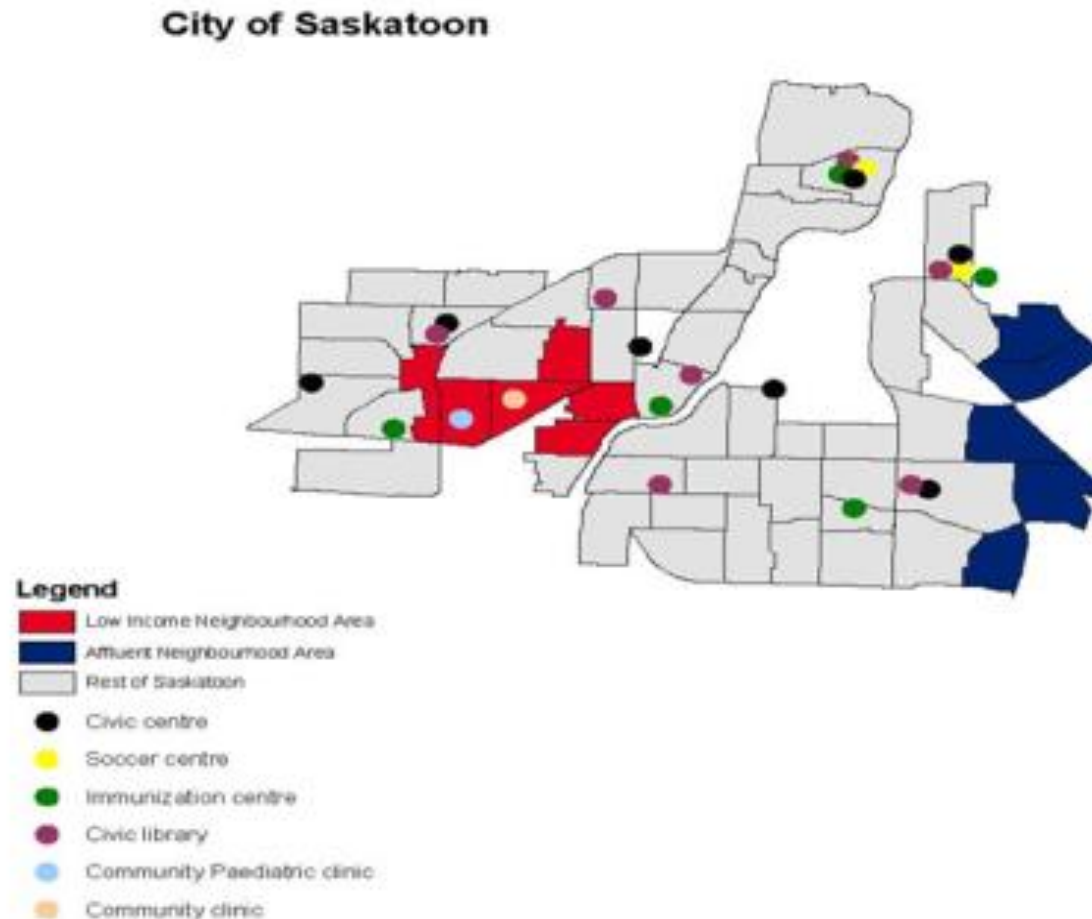 City of Saskatoon
Legend
Low Income Neighbourhood Area
Affluent Neighbourhood Area
Rest of Saskatoon
Civic centre
Soccer centre
Immunization centre
Civic library
Community Paediatric clinic
Community clinic